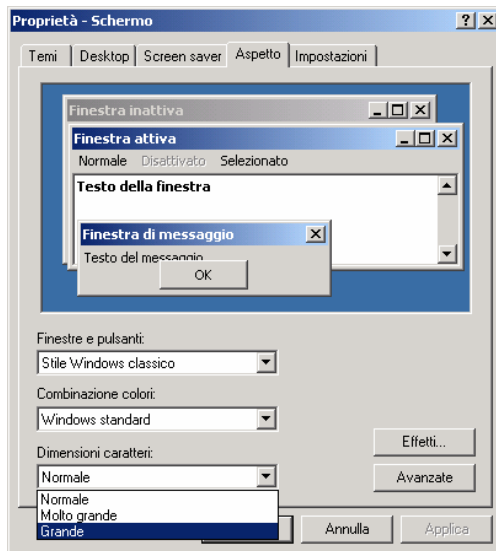 Proprietà - Schermo
Temi Desktop Screen saver Aspetto Impostazioni
Finestra inattiva
Finestra attiva
Normale Disattivato Selezionato
Testo della finestra
Finestra di messaggio
Testo del messaggio
OK
Finestre e pulsanti:
Stile Windows classico
Combinazione colori:
Windows standard
Effetti...
Dimensioni caratteri:
Normale
Avanzate
Normale
Molto grande
Grande
Annulla
Applica